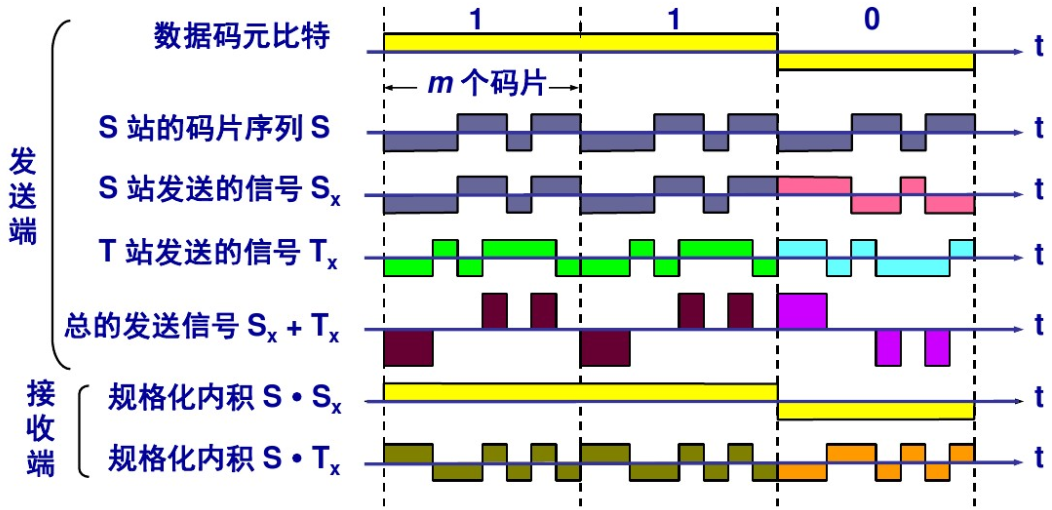 1 1 0
数据码元比特 t
m 个码片
S 站的码片序列 S t
S 站发送的信号 Sx t
T 站发送的信号 Tx t
总的发送信号 Sx + Tx t
发送端
规格化内积 S • Sx t
规格化内积 S • Tx t
接收端